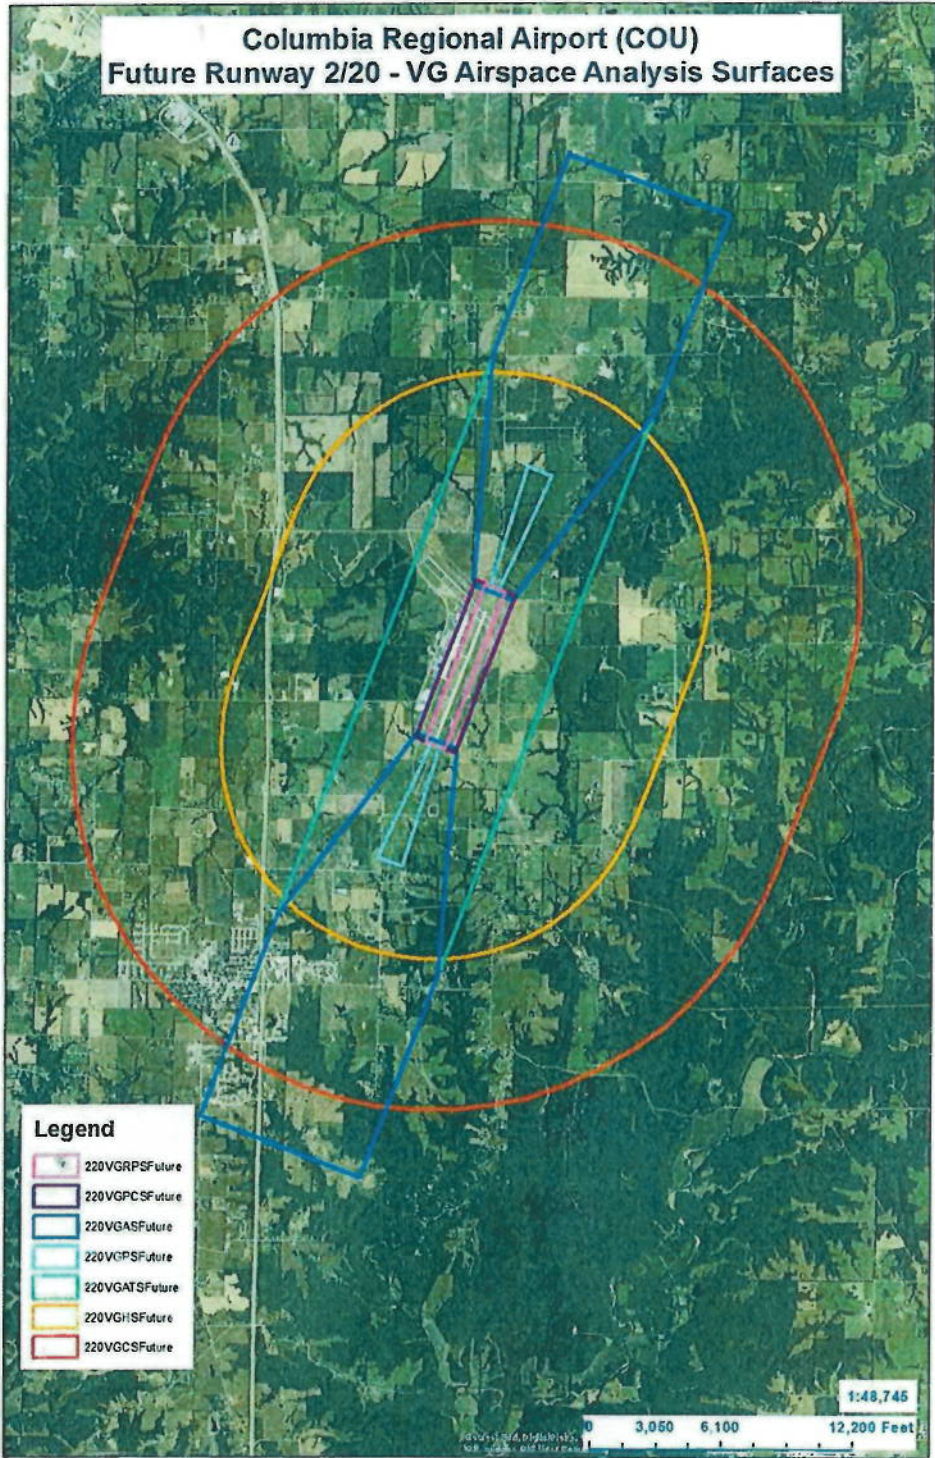 Columbia Regional Airport (COU)
Future Runway 2/20 - VG Airspace Analysis Surfaces
Legend
220VGRPSFuture
220VGPCSFuture
220VGASFuture
220VGPSFuture
220VGATSFuture
220VGHSFuture
220VGCSFuture
1:48,745
0 3,050 6,100 12,200 Feet